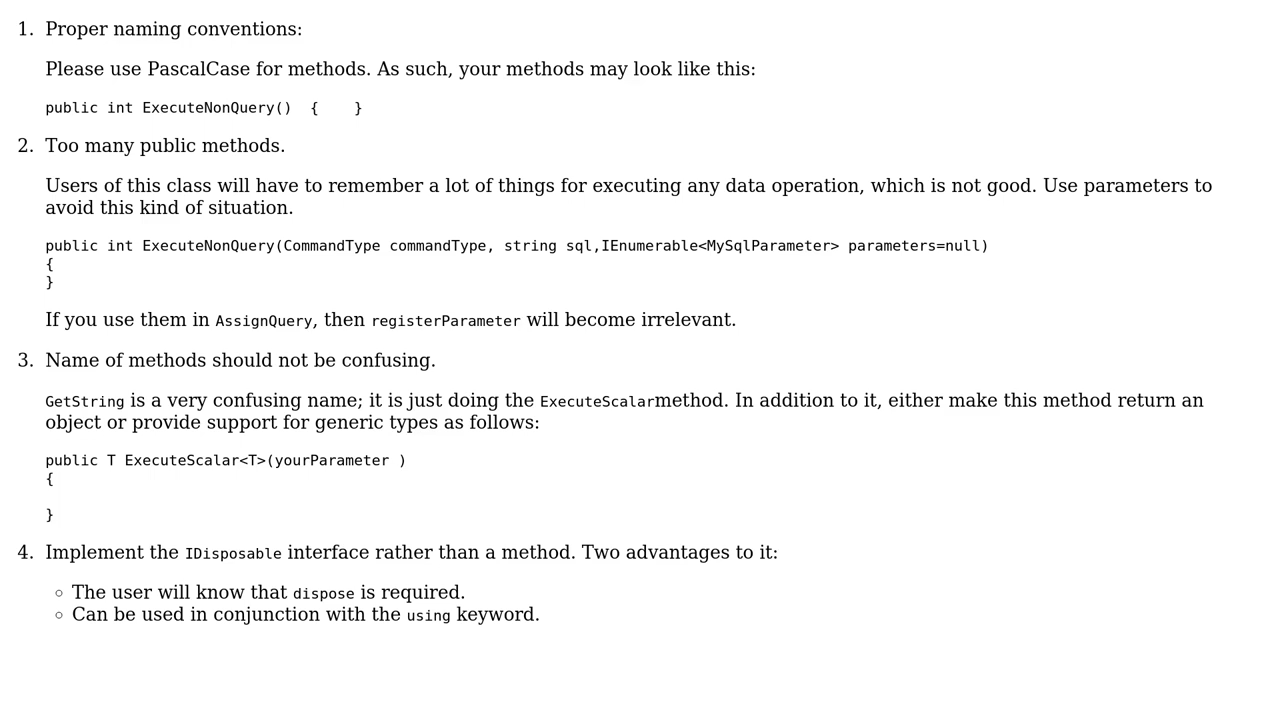 1. Proper naming conventions:
Please use PascalCase for methods. As such, your methods may look like this:
public int ExecuteNonQuery()  {    }
2. Too many public methods.
Users of this class will have to remember a lot of things for executing any data operation, which is not good. Use parameters to
avoid this kind of situation.
public int ExecuteNonQuery(CommandType commandType, string sql,IEnumerable<MySqlParameter> parameters=null)
{
}
If you use them in AssignQuery, then registerParameter will become irrelevant.
3. Name of methods should not be confusing.
GetString is a very confusing name; it is just doing the ExecuteScalarmethod. In addition to it, either make this method return an
object or provide support for generic types as follows:
public T ExecuteScalar<T>(yourParameter )
{
}
4. Implement the IDisposable interface rather than a method. Two advantages to it:
◦ The user will know that dispose is required.
◦ Can be used in conjunction with the using keyword.